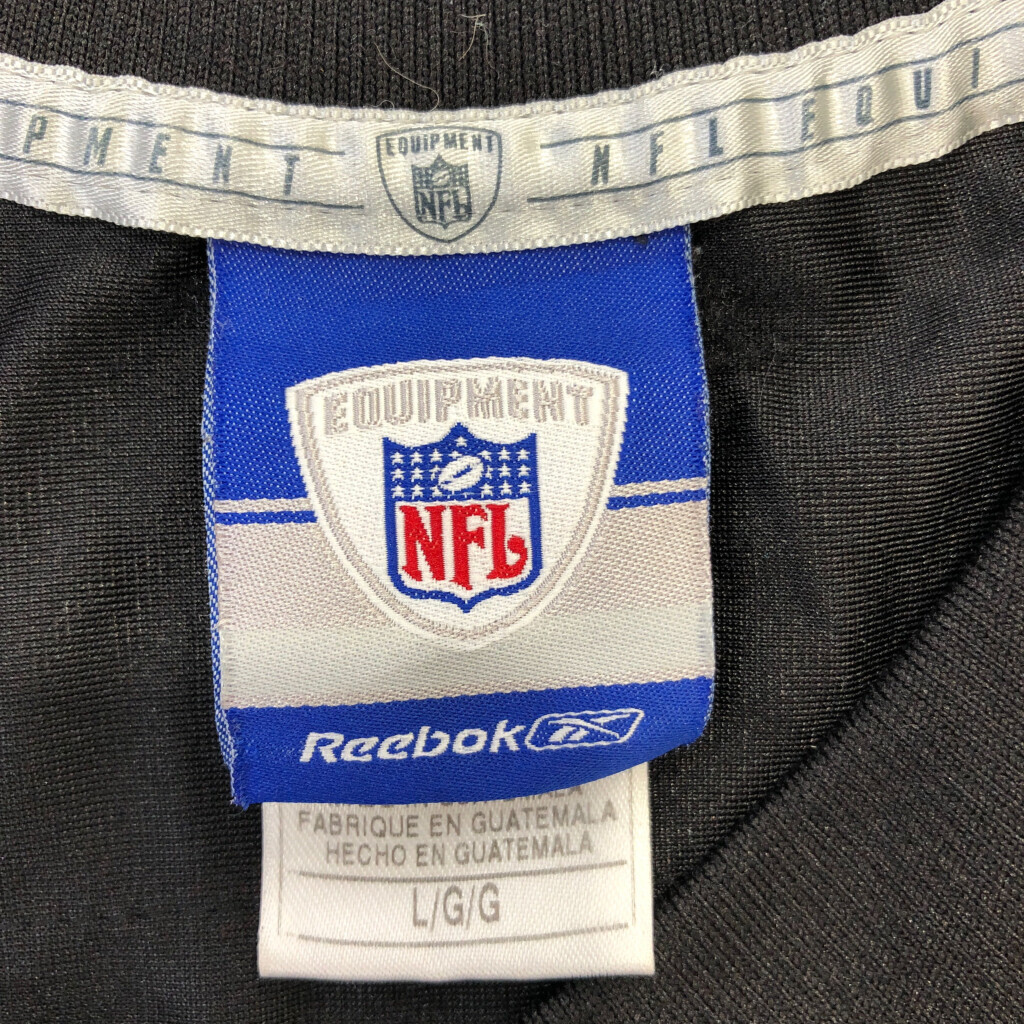 PMENT
EQUIPMENT
NFL
NFL EQUI
EQUIPMENT
NFL
Reebok
FABRIQUE EN GUATEMALA
HECHO EN GUATEMALA
L/G/G